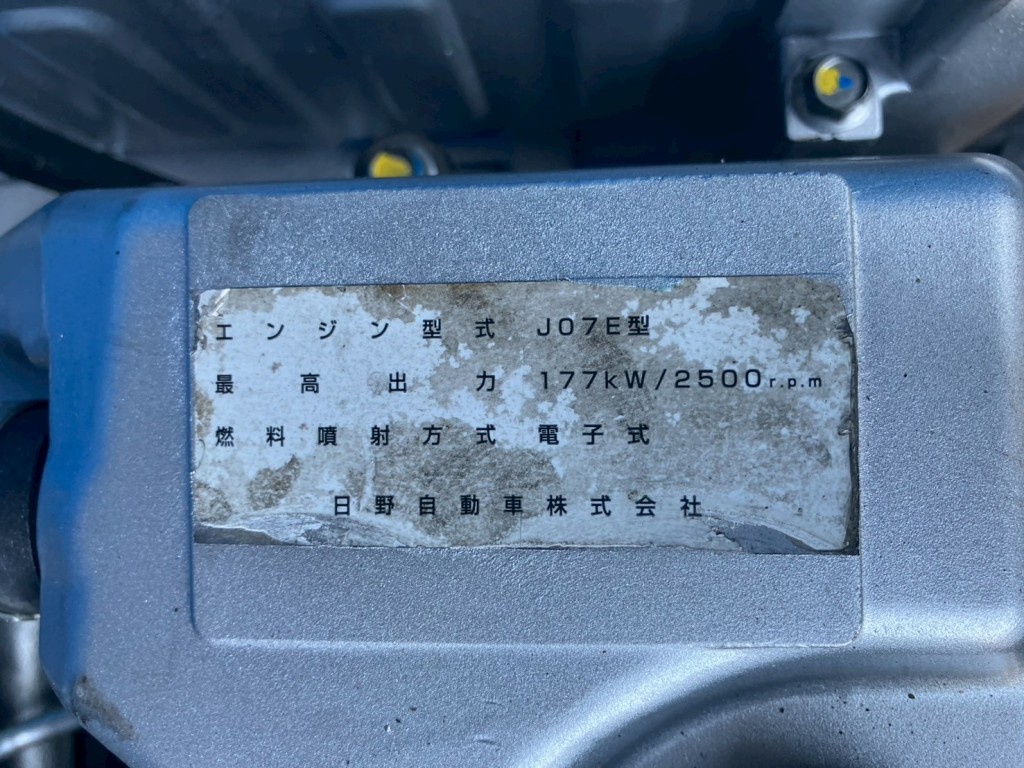 エンジン型式 J07E型
最高出力 177kW/2500r.p.m
燃料噴射方式 電子式
日野自動車株式会社